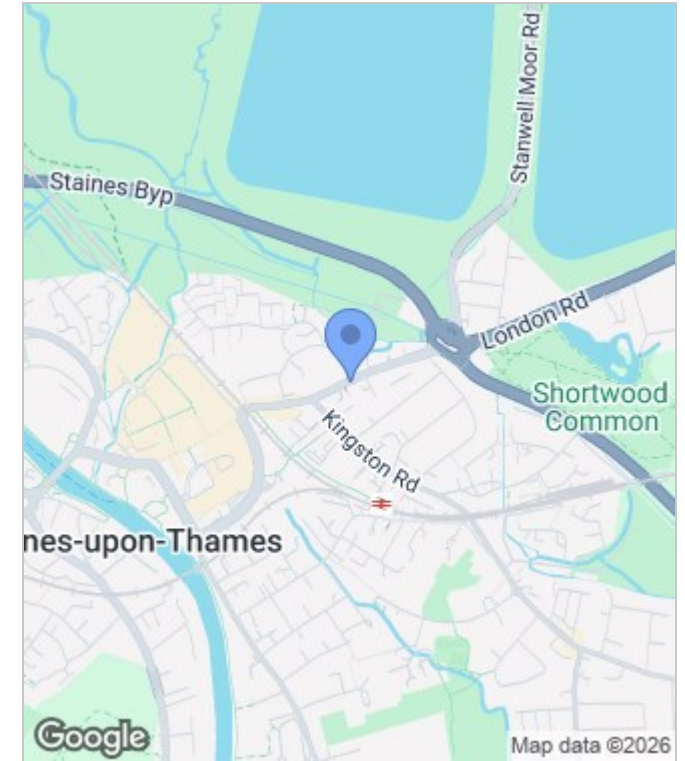 Stanwell Moor Rd
Staines Byp
London Rd
Shortwood
Common
Kingston Rd
nes-upon-Thames
Google
Map data ©2026